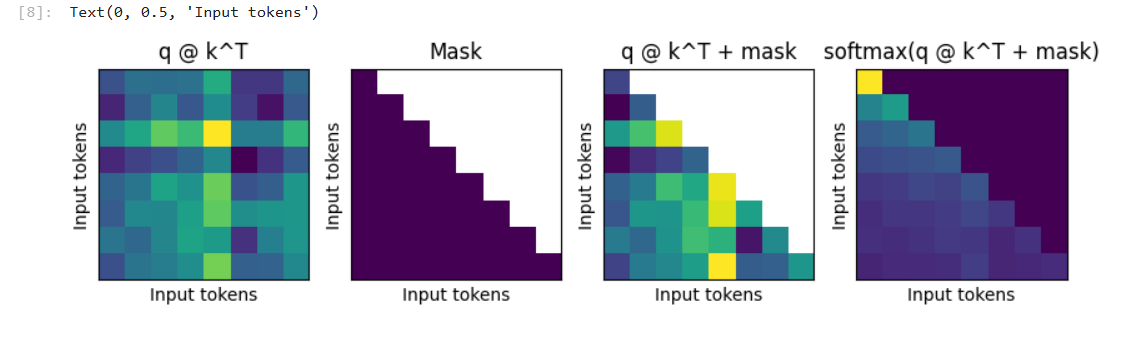 [8]: Text(0, 0.5, 'Input tokens')
q @ k^T
Mask
q @ k^T + mask
softmax(q @ k^T + mask)
Input tokens
Input tokens
Input tokens
Input tokens
Input tokens
Input tokens
Input tokens
Input tokens